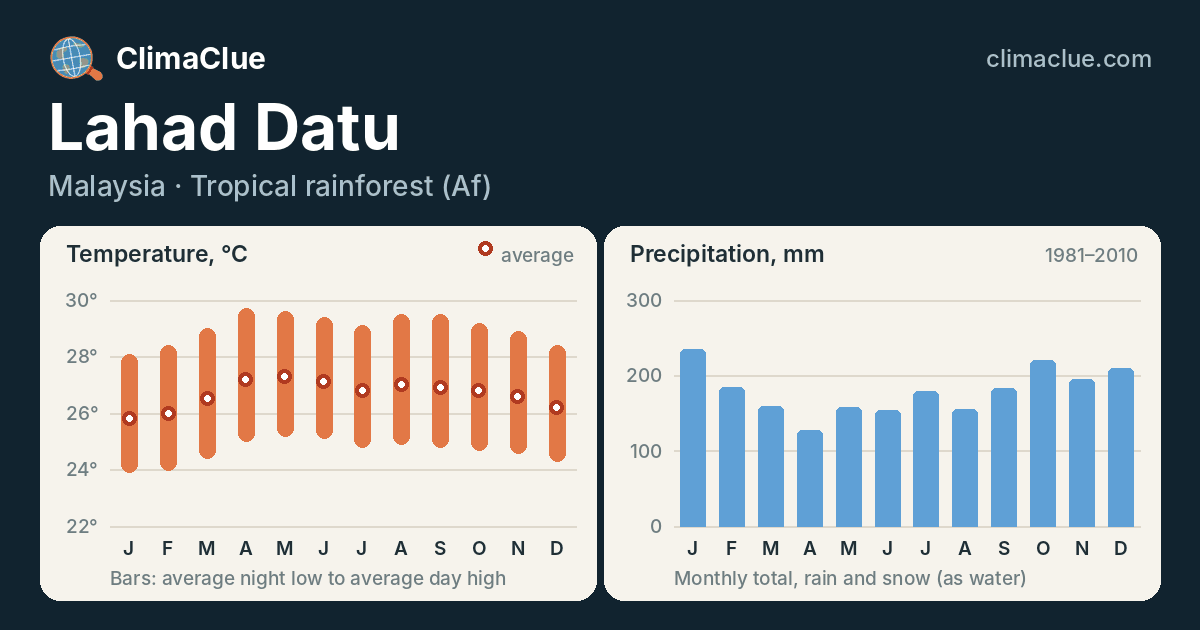 ClimaClue
climaclue.com
Lahad Datu
Malaysia · Tropical rainforest (Af)
Temperature, °C
average
30°
28°
26°
24°
22°
J F M A M J J A S O N D
Bars: average night low to average day high
Precipitation, mm
1981–2010
300
200
100
0
J F M A M J J A S O N D
Monthly total, rain and snow (as water)